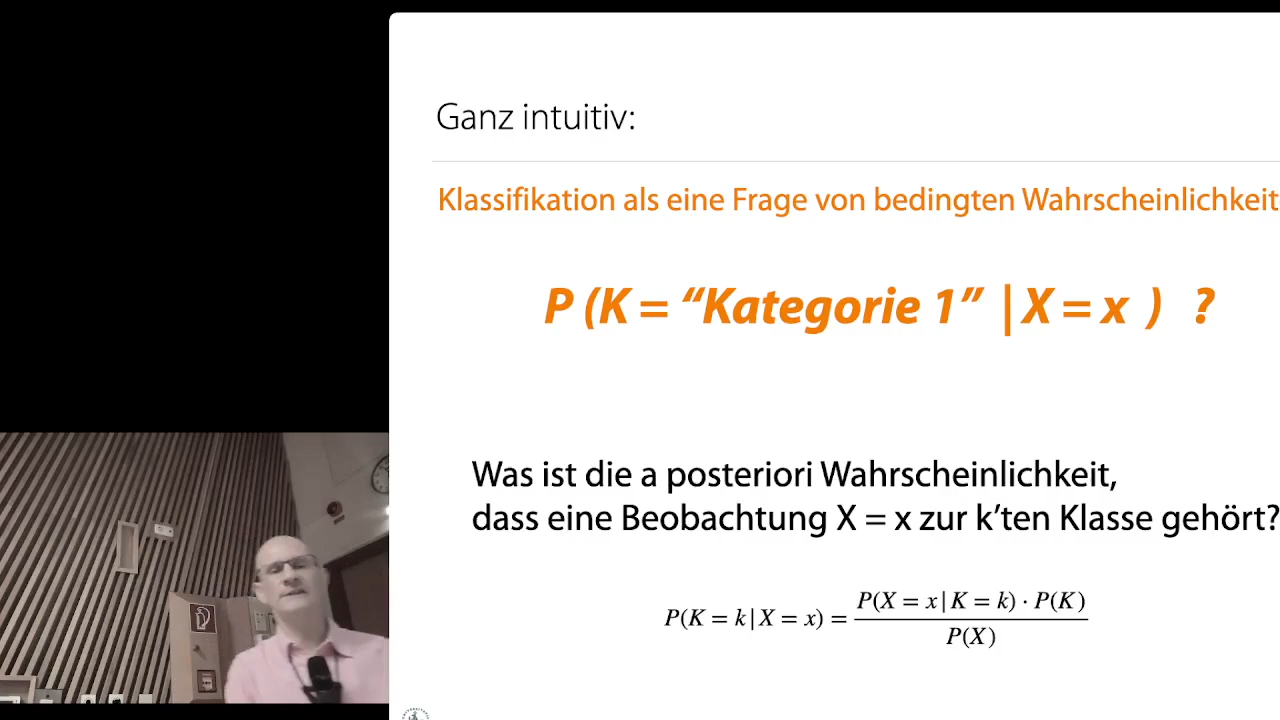 Ganz intuitiv:
Klassifikation als eine Frage von bedingten Wahrscheinlichkeit
P (K = “Kategorie 1” | X = x ) ?
Was ist die a posteriori Wahrscheinlichkeit,
dass eine Beobachtung X = x zur k’ten Klasse gehört?
P(K = k | X = x) = P(X = x | K = k) · P(K) / P(X)